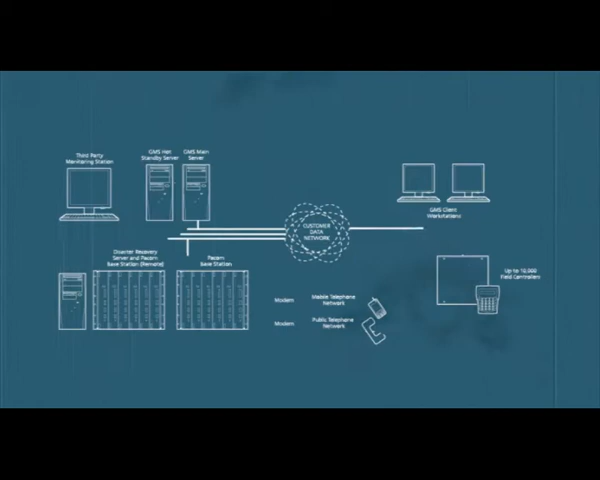 Third Party
Monitoring Station
GMS Hot
Standby Server
GMS Main
Server
CUSTOMER
DATA
NETWORK
GMS Client
Workstations
Disaster Recovery
Server and Pacom
Base Station (Remote)
Pacom
Base Station
Up to 10,000
Field Controllers
Modem
Mobile Telephone
Network
Modem
Public Telephone
Network